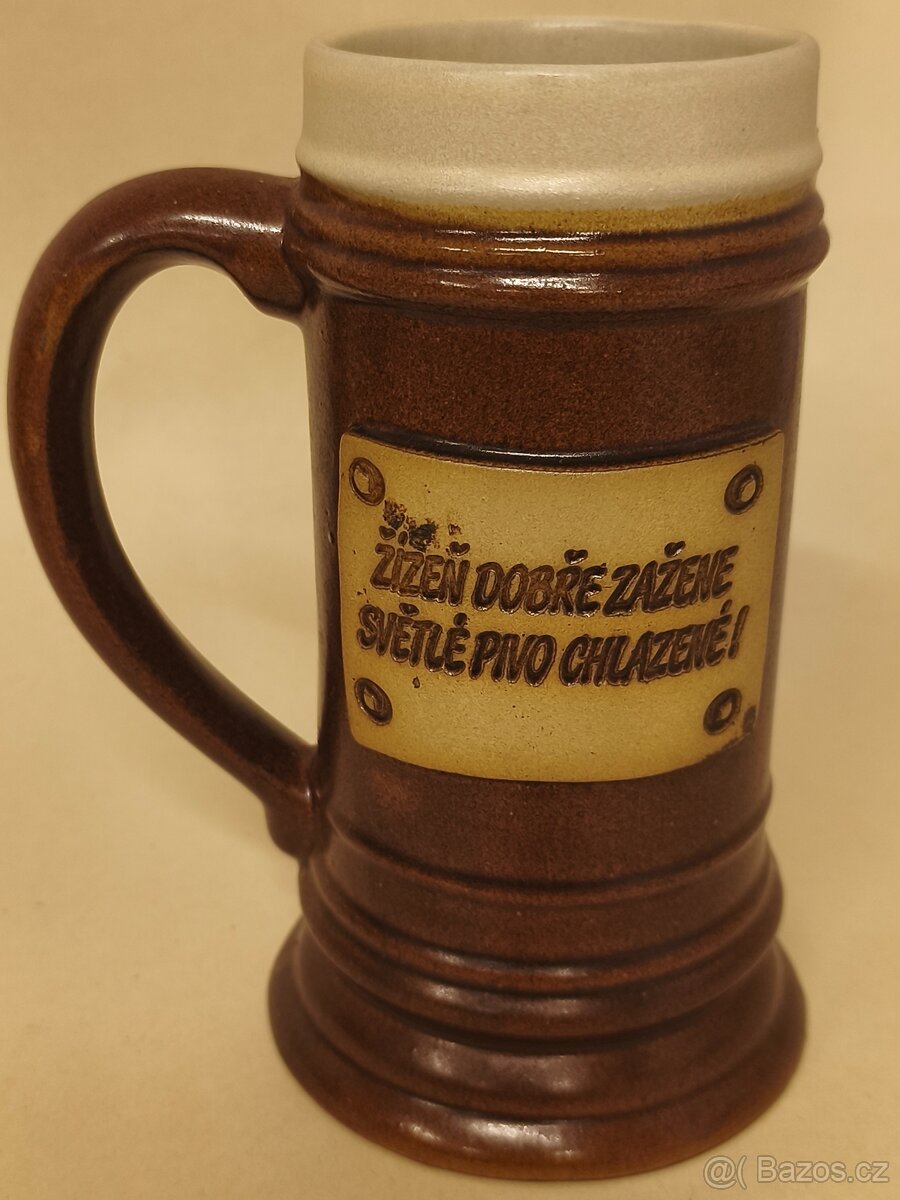 ŽÍZEŇ DOBŘE ZAŽENE
SVĚTLÉ PIVO CHLAZENÉ!
@( Bazos.cz